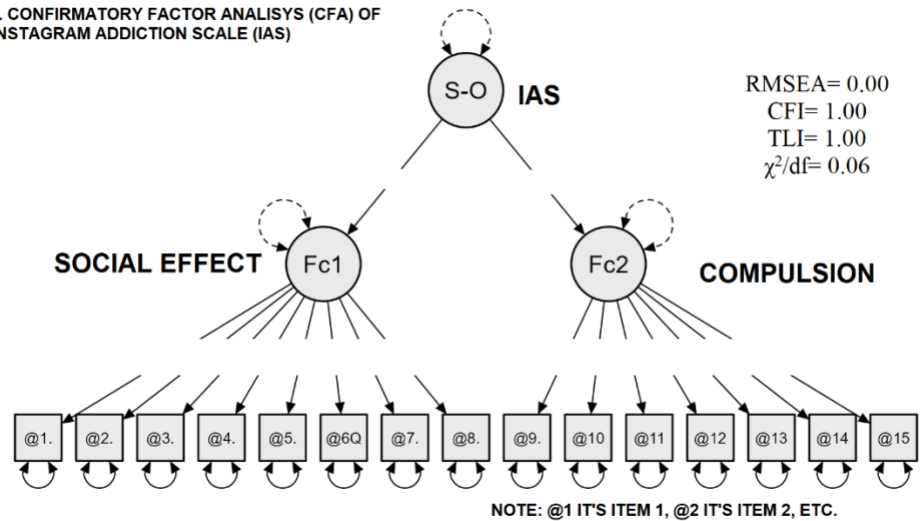 . CONFIRMATORY FACTOR ANALISYS (CFA) OF
NSTAGRAM ADDICTION SCALE (IAS)
S-O
IAS
RMSEA= 0.00
CFI= 1.00
TLI= 1.00
χ²/df= 0.06
SOCIAL EFFECT
Fc1
Fc2
COMPULSION
@1. @2. @3. @4. @5. @6Q @7. @8. @9. @10 @11 @12 @13 @14 @15
NOTE: @1 IT'S ITEM 1, @2 IT'S ITEM 2, ETC.